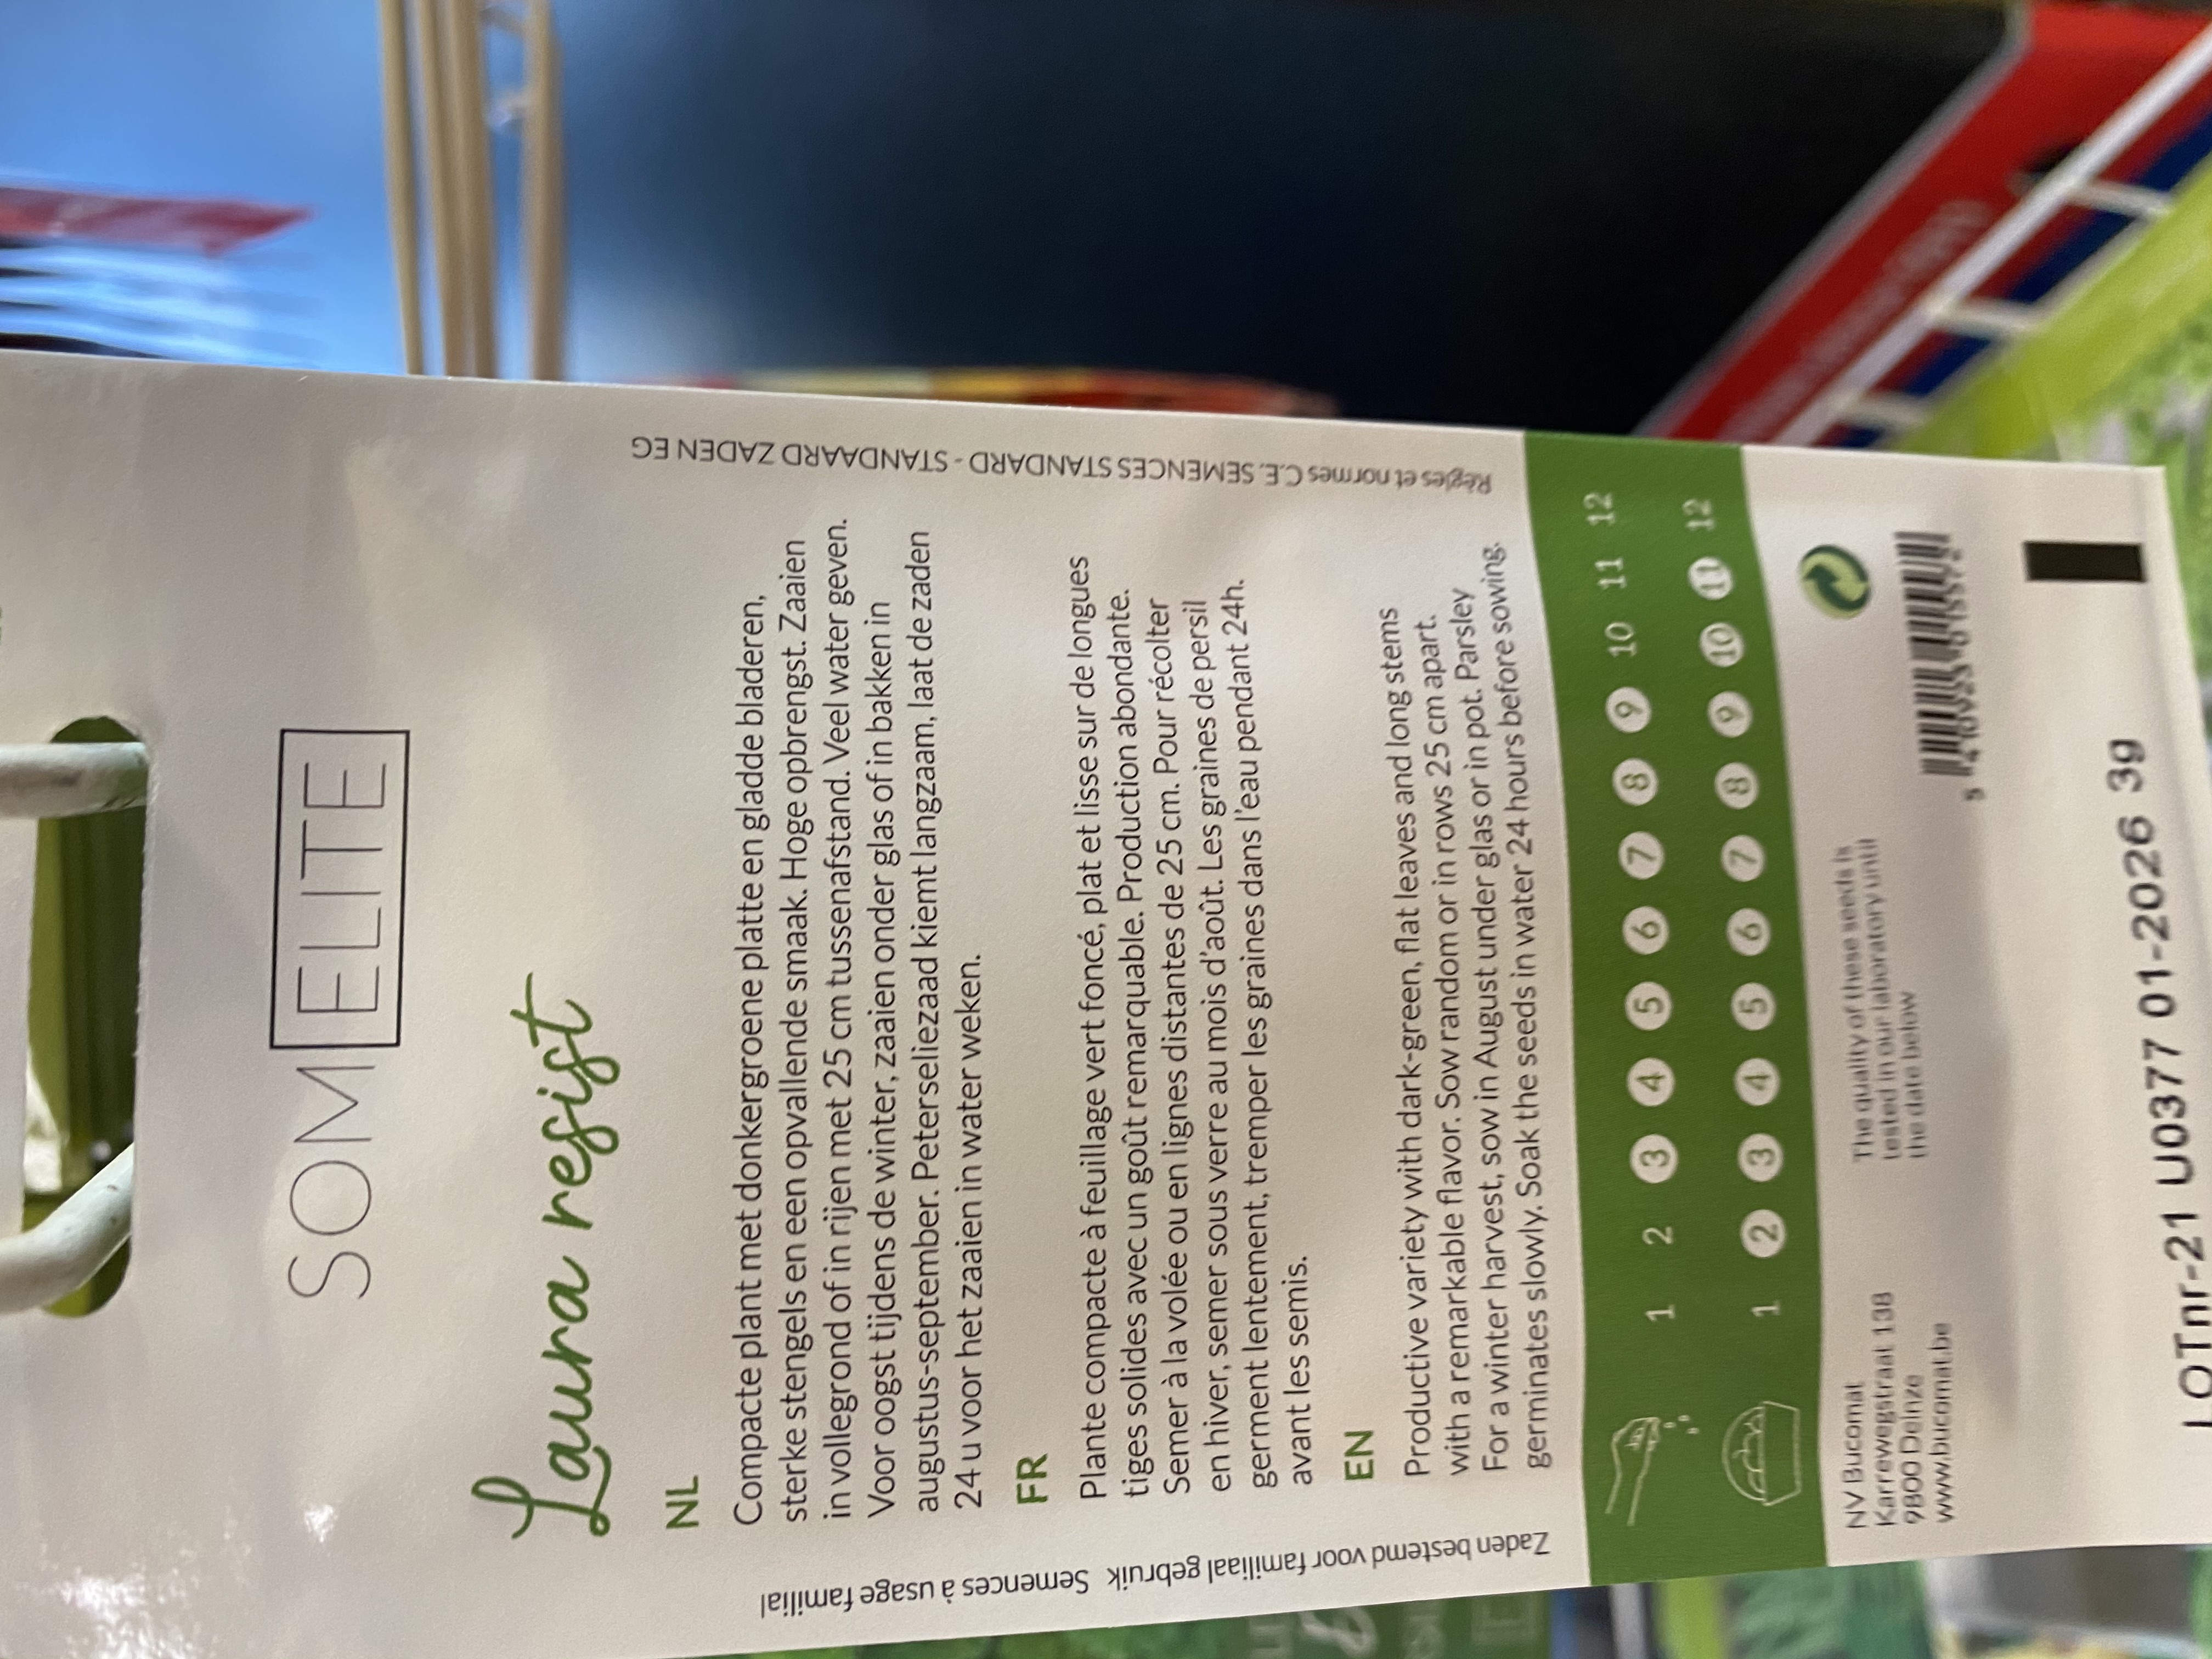 SOM ELITE
Laura resist
NL
Compacte plant met donkergroene platte en gladde bladeren,
sterke stengels en een opvallende smaak. Hoge opbrengst. Zaaien
in vollegrond of in rijen met 25 cm tussenafstand. Veel water geven.
Voor oogst tijdens de winter, zaaien onder glas of in bakken in
augustus-september. Peterseliezaad kiemt langzaam, laat de zaden
24 u voor het zaaien in water weken.
FR
Plante compacte à feuillage vert foncé, plat et lisse sur de longues
tiges solides avec un goût remarquable. Production abondante.
Semer à la volée ou en lignes distantes de 25 cm. Pour récolter
en hiver, semer sous verre au mois d'août. Les graines de persil
germent lentement, tremper les graines dans l'eau pendant 24h.
avant les semis.
EN
Productive variety with dark-green, flat leaves and long stems
with a remarkable flavor. Sow random or in rows 25 cm apart.
For a winter harvest, sow in August under glas or in pot. Parsley
germinates slowly. Soak the seeds in water 24 hours before sowing.
Zaden bestemd voor familiaal gebruik Semences à usage familial
Règles et normes C.E. SEMENCES STANDARD - STANDAARD ZADEN EG
1 2 3 4 5 6 7 8 9 10 11 12
1 2 3 4 5 6 7 8 9 10 11 12
NV Bucomat
Karrewegstraat 138
9800 Deinze
www.bucomat.be
The quality of these seeds is
tested in our laboratory until
the date below
LOTnr-21 U0377 01-2026 3g